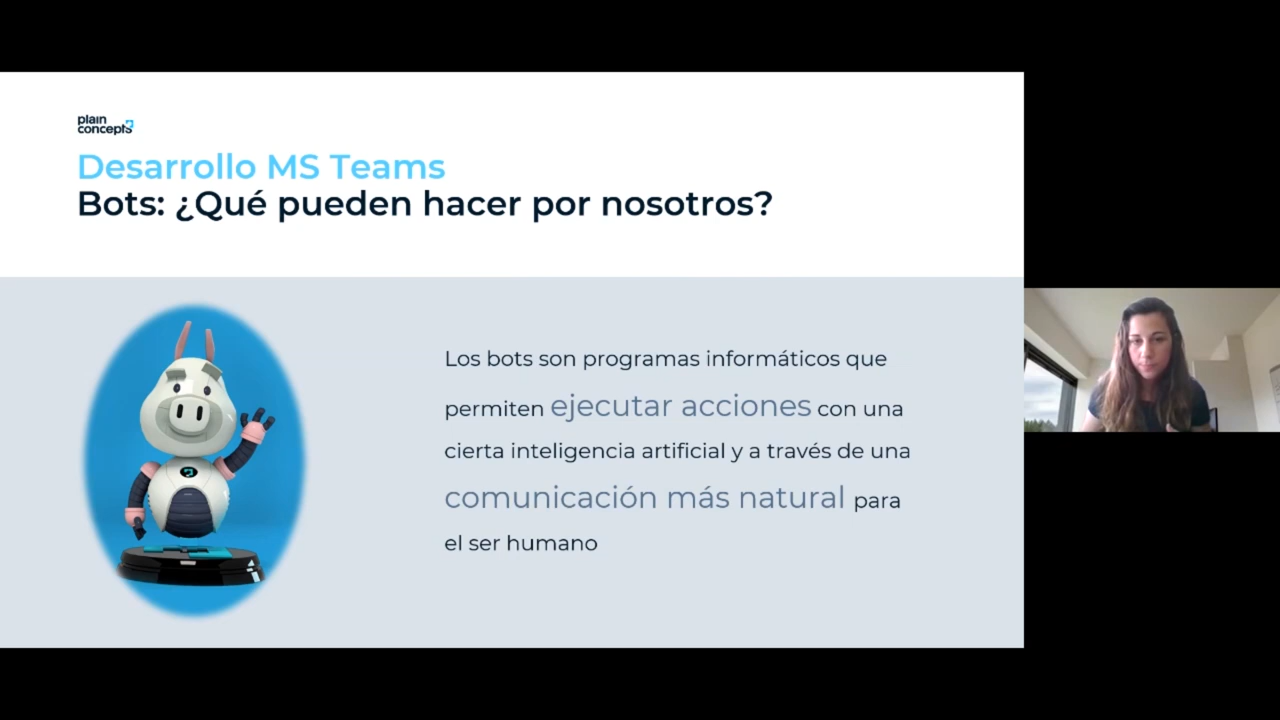 plain
concepts
Desarrollo MS Teams
Bots: ¿Qué pueden hacer por nosotros?
Los bots son programas informáticos que
permiten ejecutar acciones con una
cierta inteligencia artificial y a través de una
comunicación más natural para
el ser humano